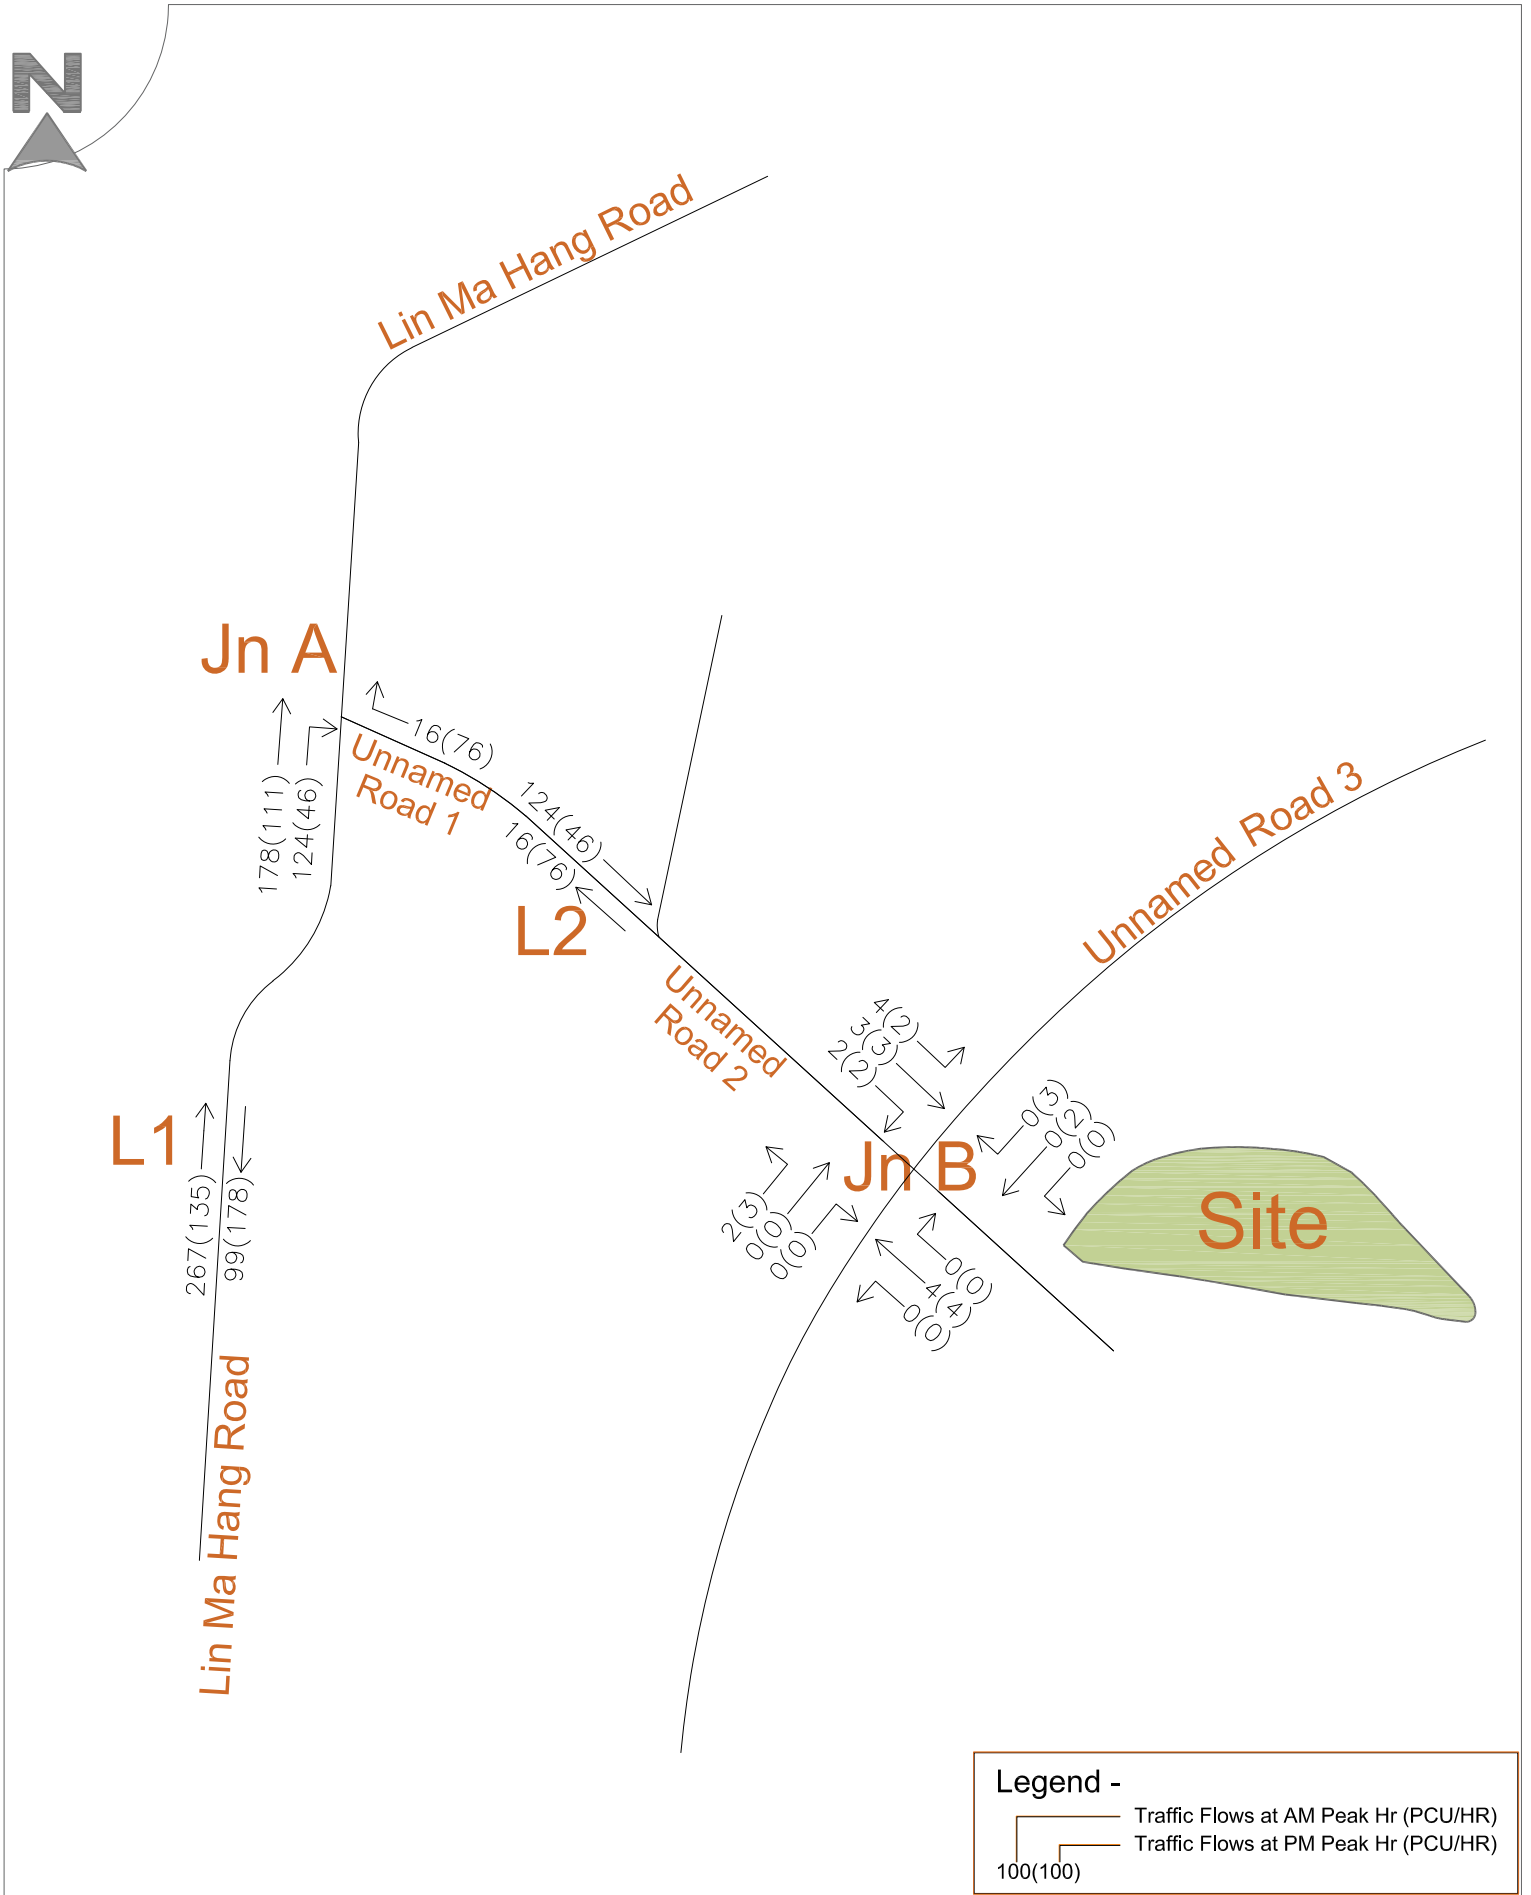 N
Lin Ma Hang Road
Jn A
16(76)
Unnamed
Road 1
178(111)
124(46)
124(46)
16(76)
L2
Unnamed Road 3
Unnamed
Road 2
4(2)
3(3)
2(2)
L1
267(135)
99(178)
Jn B
0(3)
0(2)
0(0)
2(3)
0(0)
0(0)
Site
0(0)
4(4)
0(0)
Lin Ma Hang Road
Legend -
Traffic Flows at AM Peak Hr (PCU/HR)
Traffic Flows at PM Peak Hr (PCU/HR)
100(100)